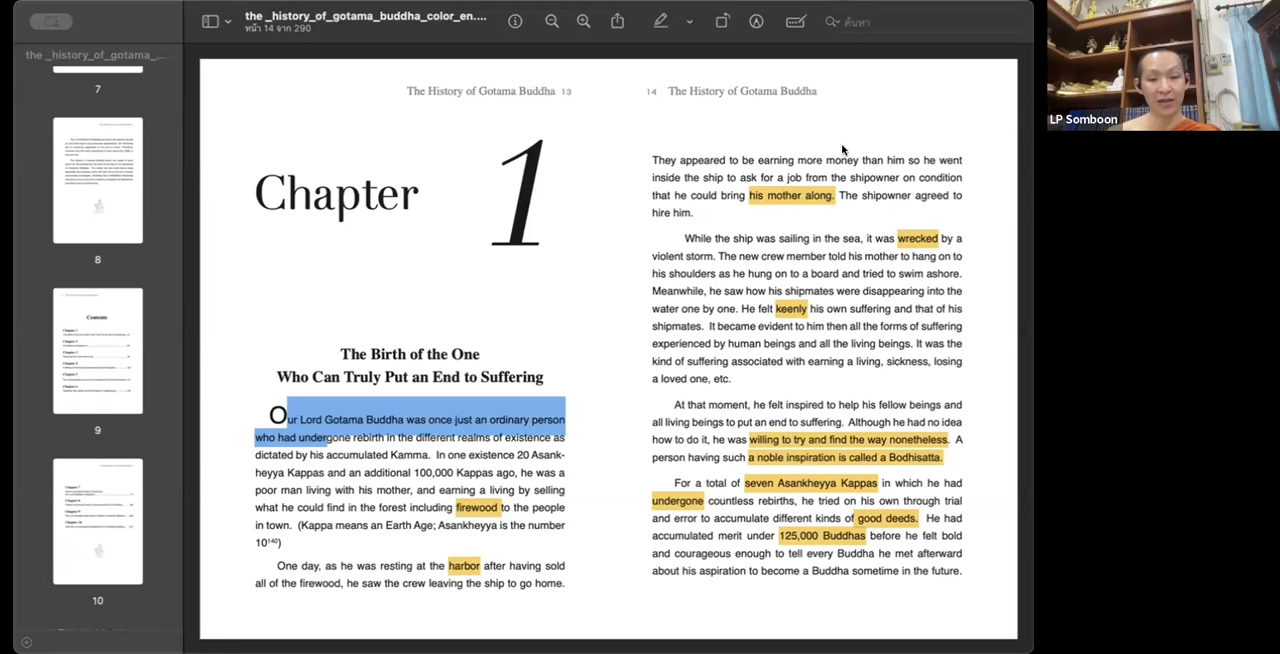 the _history_of_gotama_buddha_color_en....
หน้า 14 จาก 290
ค้นหา
the _history_of_gotama_...
7
8
Contents
9
10
LP Somboon
The History of Gotama Buddha 13
Chapter 1
The Birth of the One
Who Can Truly Put an End to Suffering
Our Lord Gotama Buddha was once just an ordinary person
who had undergone rebirth in the different realms of existence as
dictated by his accumulated Kamma. In one existence 20 Asank-
heyya Kappas and an additional 100,000 Kappas ago, he was a
poor man living with his mother, and earning a living by selling
what he could find in the forest including firewood to the people
in town. (Kappa means an Earth Age; Asankheyya is the number
10¹⁴⁰)
One day, as he was resting at the harbor after having sold
all of the firewood, he saw the crew leaving the ship to go home.
14 The History of Gotama Buddha
They appeared to be earning more money than him so he went
inside the ship to ask for a job from the shipowner on condition
that he could bring his mother along. The shipowner agreed to
hire him.
While the ship was sailing in the sea, it was wrecked by a
violent storm. The new crew member told his mother to hang on to
his shoulders as he hung on to a board and tried to swim ashore.
Meanwhile, he saw how his shipmates were disappearing into the
water one by one. He felt keenly his own suffering and that of his
shipmates. It became evident to him then all the forms of suffering
experienced by human beings and all the living beings. It was the
kind of suffering associated with earning a living, sickness, losing
a loved one, etc.
At that moment, he felt inspired to help his fellow beings and
all living beings to put an end to suffering. Although he had no idea
how to do it, he was willing to try and find the way nonetheless. A
person having such a noble inspiration is called a Bodhisatta.
For a total of seven Asankheyya Kappas in which he had
undergone countless rebirths, he tried on his own through trial
and error to accumulate different kinds of good deeds. He had
accumulated merit under 125,000 Buddhas before he felt bold
and courageous enough to tell every Buddha he met afterward
about his aspiration to become a Buddha sometime in the future.